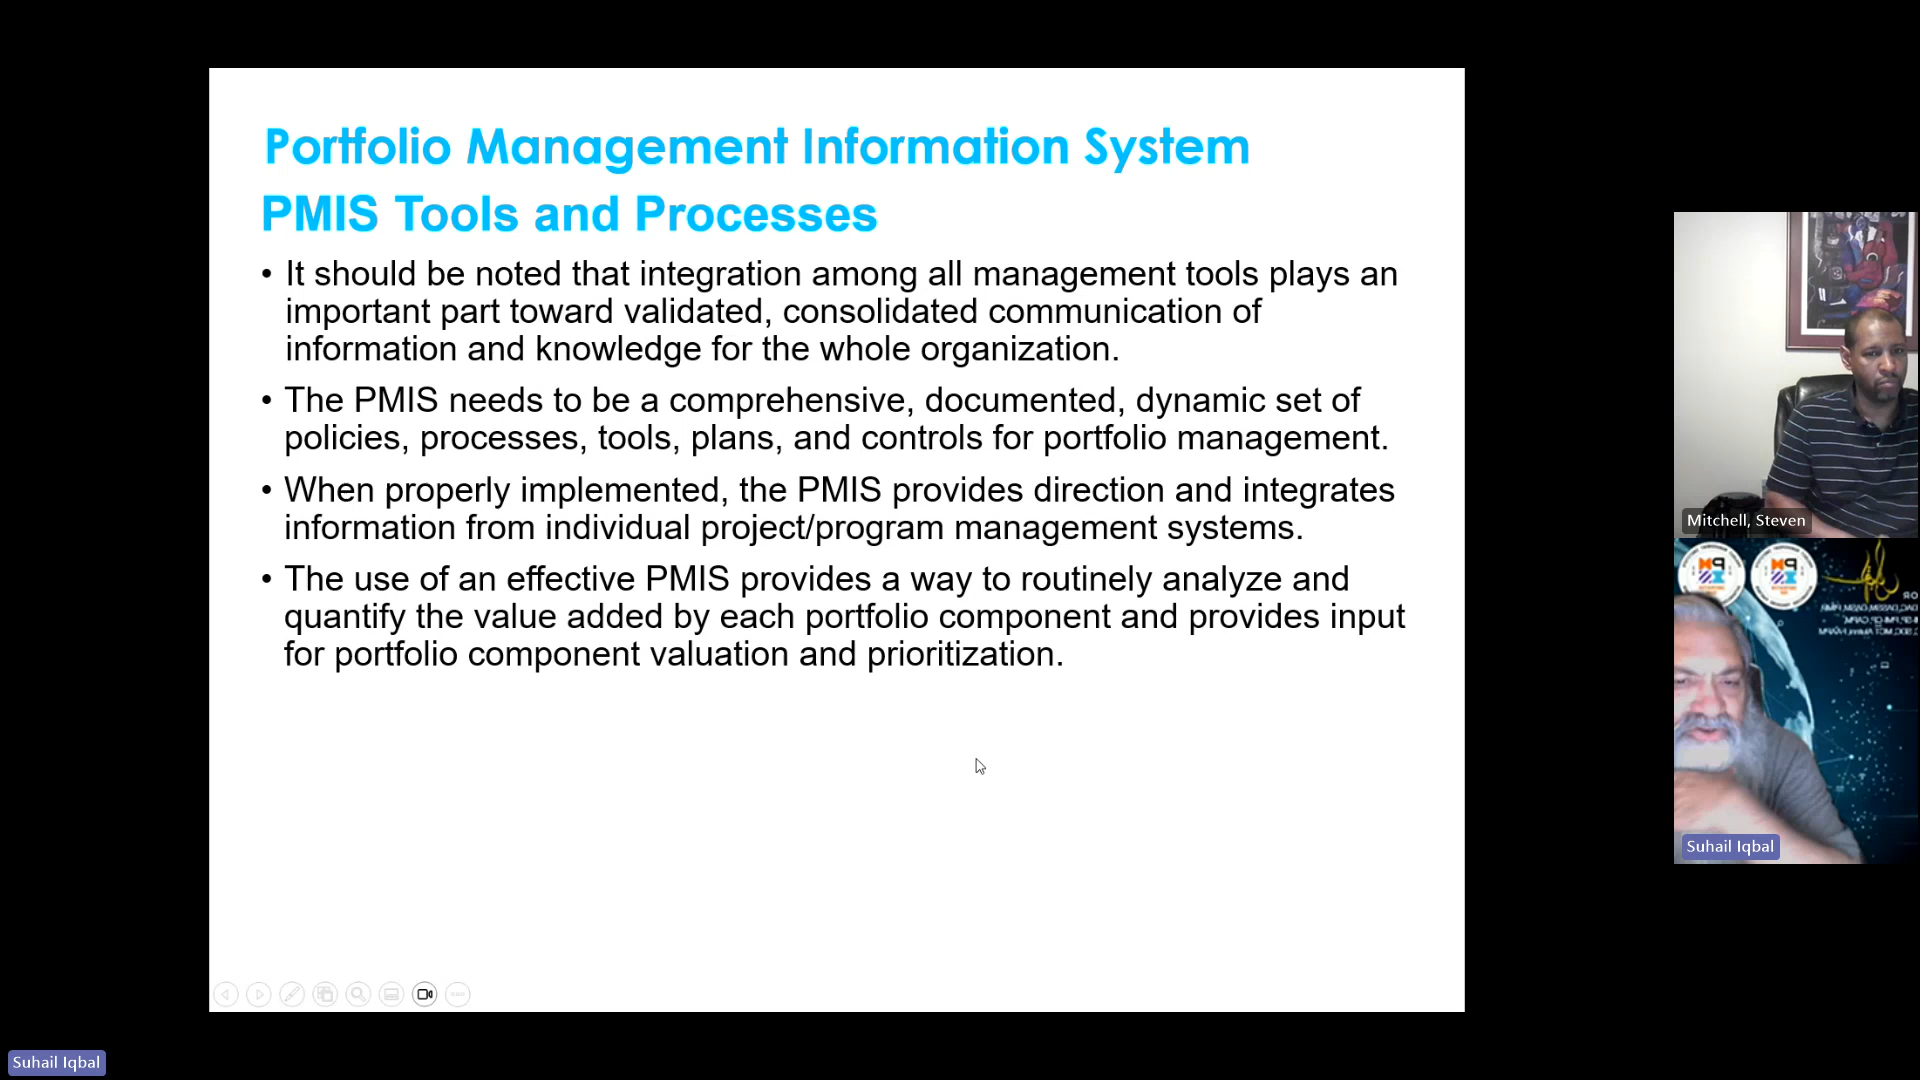 Portfolio Management Information System
PMIS Tools and Processes
• It should be noted that integration among all management tools plays an
important part toward validated, consolidated communication of
information and knowledge for the whole organization.
• The PMIS needs to be a comprehensive, documented, dynamic set of
policies, processes, tools, plans, and controls for portfolio management.
• When properly implemented, the PMIS provides direction and integrates
information from individual project/program management systems.
• The use of an effective PMIS provides a way to routinely analyze and
quantify the value added by each portfolio component and provides input
for portfolio component valuation and prioritization.
Mitchell, Steven
Suhail Iqbal
Suhail Iqbal